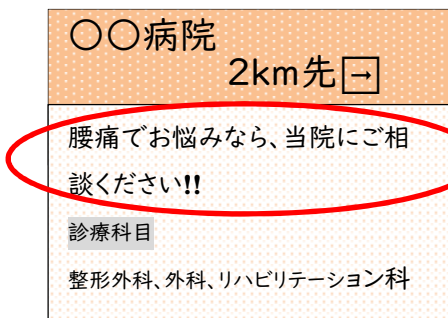 〇〇病院
2km先→
腰痛でお悩みなら、当院にご相
談ください!!
診療科目
整形外科、外科、リハビリテーション科